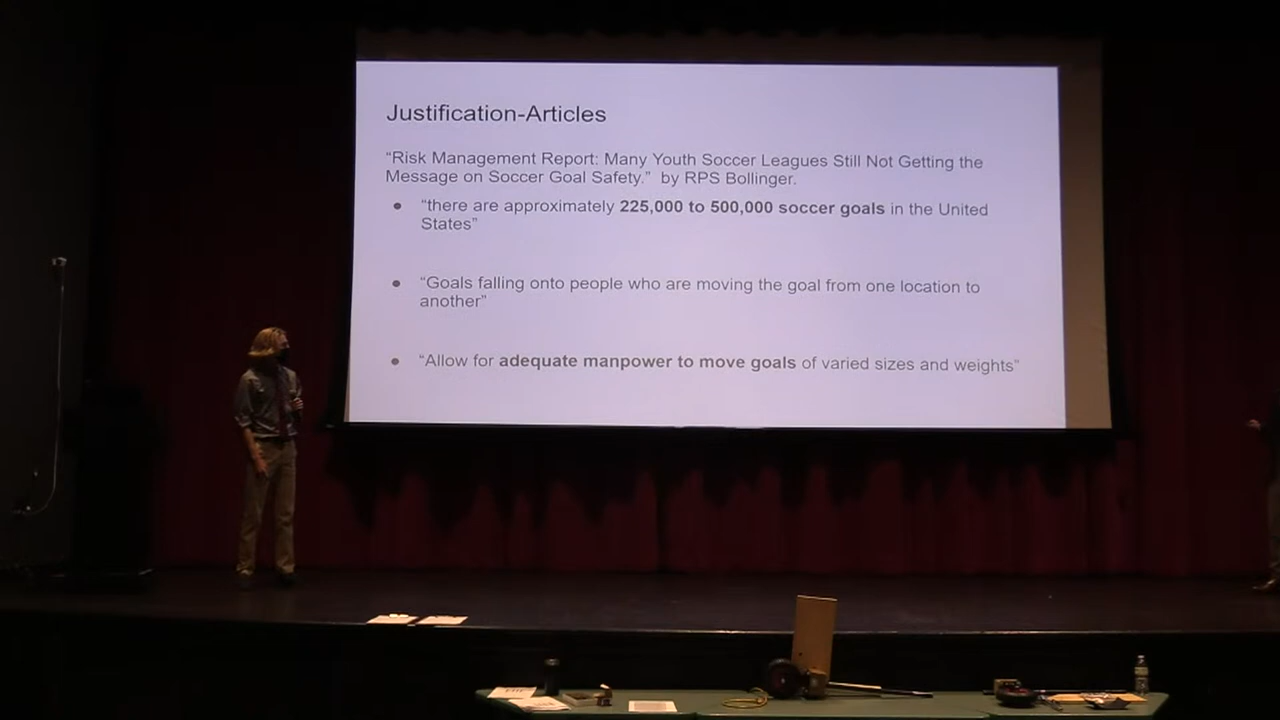 Justification-Articles
“Risk Management Report: Many Youth Soccer Leagues Still Not Getting the
Message on Soccer Goal Safety.” by RPS Bollinger.
● “there are approximately 225,000 to 500,000 soccer goals in the United
States”
● “Goals falling onto people who are moving the goal from one location to
another”
● “Allow for adequate manpower to move goals of varied sizes and weights”